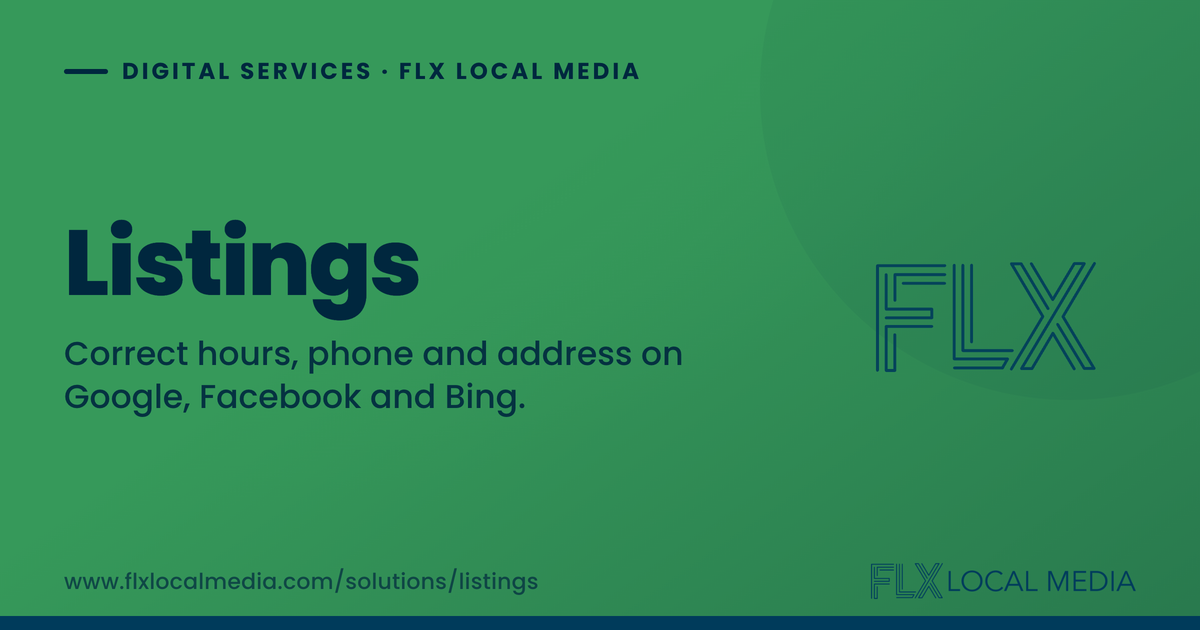 DIGITAL SERVICES · FLX LOCAL MEDIA
Listings
Correct hours, phone and address on
Google, Facebook and Bing.
FLX
www.flxlocalmedia.com/solutions/listings
FLX LOCAL MEDIA